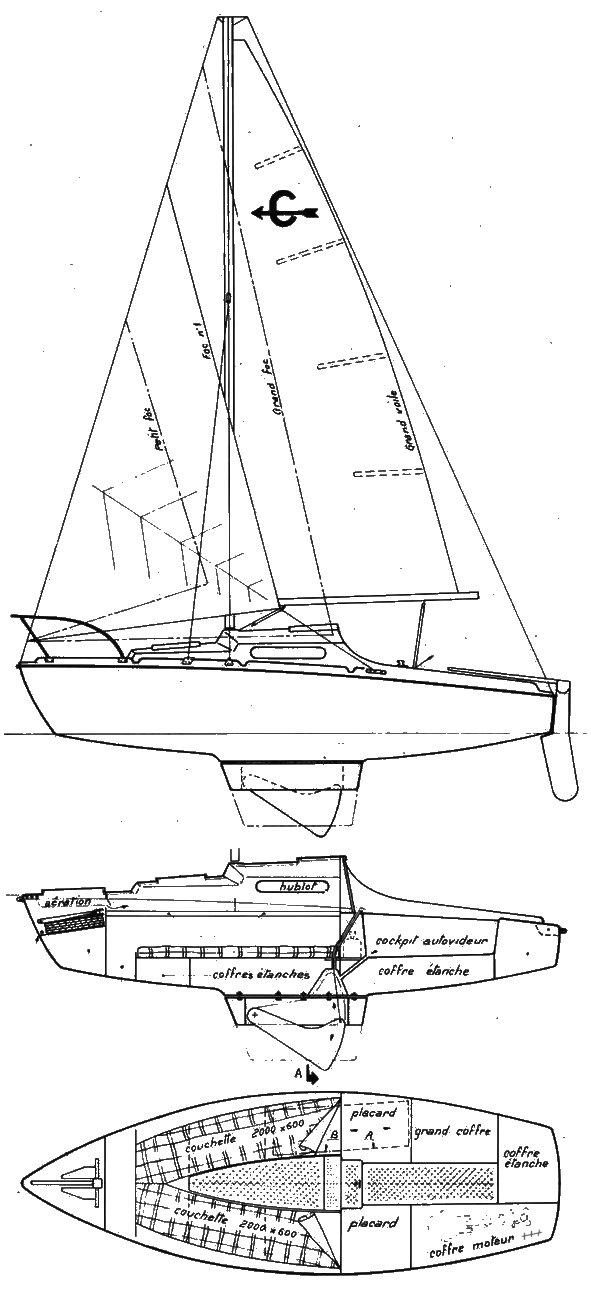 C
Foc n°1
Petit foc
Grand foc
Grand voile
aération
hublot
cockpit autovideur
coffres étanches
coffre étanche
A
placard
couchette 2000 x 600
B
A
grand coffre
coffre
étanche
couchette 2000 x 600
placard
coffre moteur